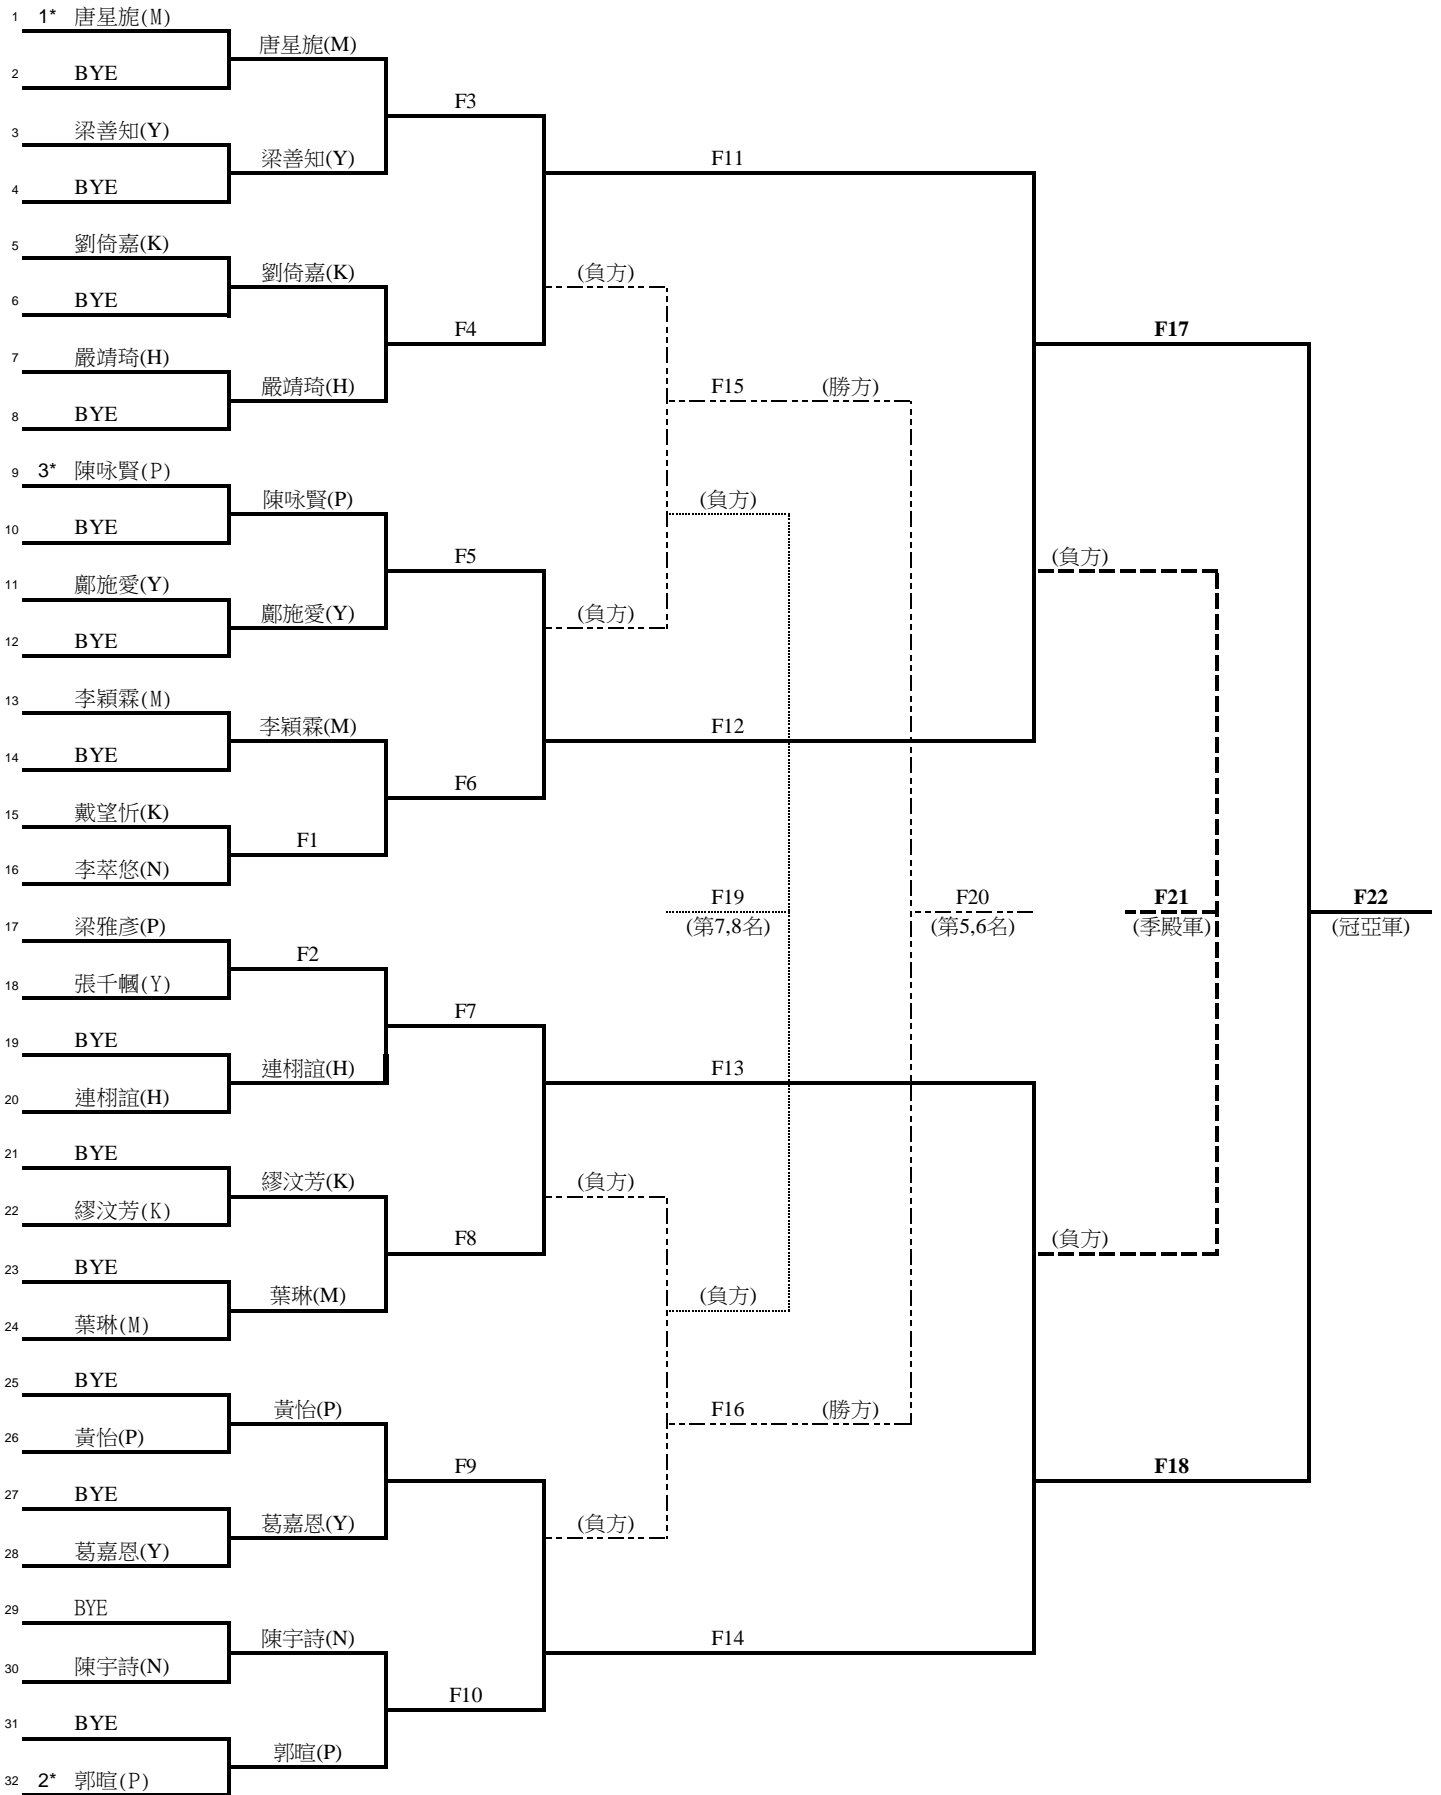 1 1* 唐星旎(M)
唐星旎(M)
2 BYE
F3
3 梁善知(Y)
梁善知(Y) F11
4 BYE
5 劉倚嘉(K)
劉倚嘉(K) (負方)
6 BYE
F4 F17
7 嚴靖琦(H)
嚴靖琦(H) F15 (勝方)
8 BYE
9 3* 陳咏賢(P)
陳咏賢(P) (負方)
10 BYE
F5 (負方)
11 鄺施愛(Y)
鄺施愛(Y) (負方)
12 BYE
13 李穎霖(M)
李穎霖(M) F12
14 BYE
F6
15 戴望忻(K)
F1
16 李萃悠(N)
F19 F20 F21 F22
17 梁雅彥(P) (第7,8名) (第5,6名) (季殿軍) (冠亞軍)
F2
18 張千幗(Y)
F7
19 BYE
連栩誼(H) F13
20 連栩誼(H)
21 BYE
繆汶芳(K) (負方)
22 繆汶芳(K)
F8 (負方)
23 BYE
葉琳(M) (負方)
24 葉琳(M)
25 BYE
黃怡(P) F16 (勝方)
26 黃怡(P)
F9 F18
27 BYE
葛嘉恩(Y) (負方)
28 葛嘉恩(Y)
29 BYE
陳宇詩(N) F14
30 陳宇詩(N)
F10
31 BYE
郭暄(P)
32 2* 郭暄(P)